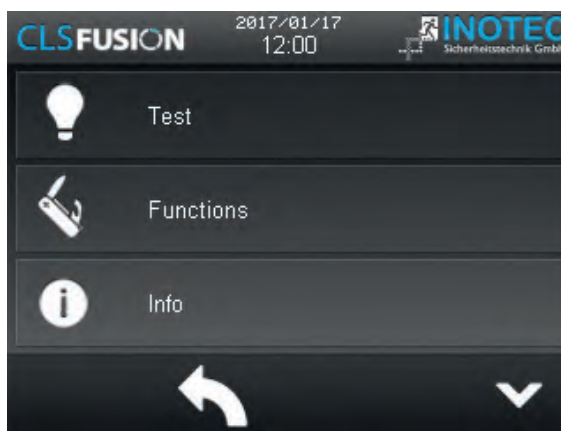 CLSFUSION
2017/01/17
12:00
INOTEC
Sicherheitstechnik GmbH
Test
Functions
Info